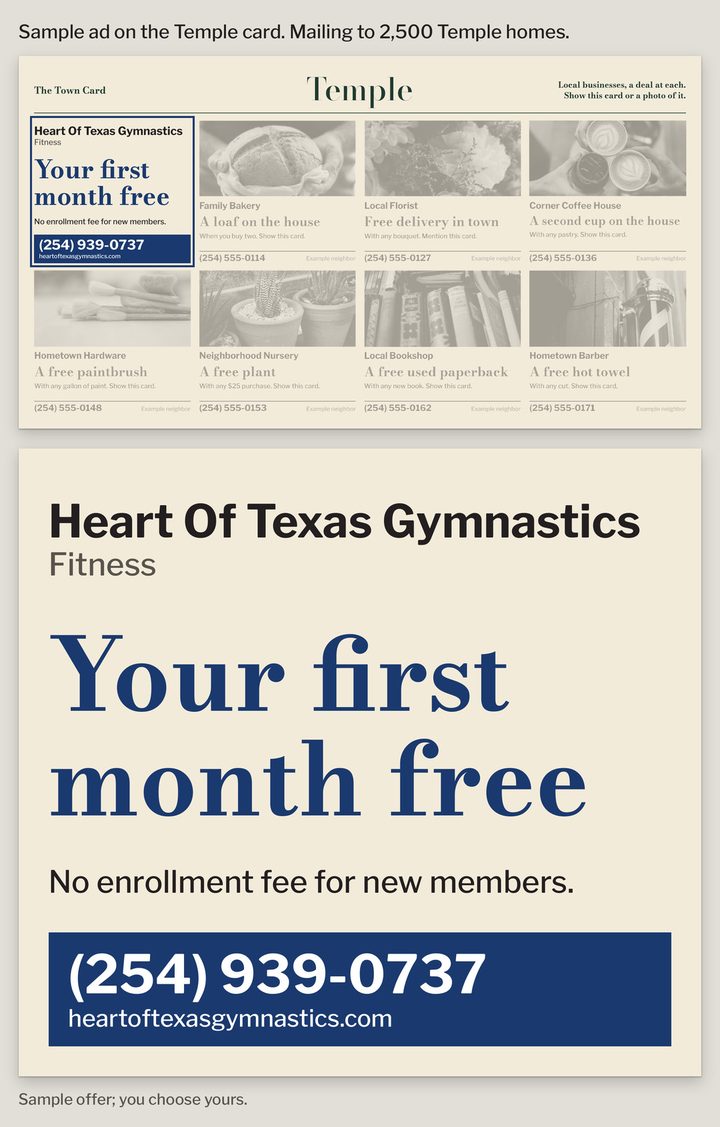 Sample ad on the Temple card. Mailing to 2,500 Temple homes.
The Town Card
Temple
Local businesses, a deal at each.
Show this card or a photo of it.
Heart Of Texas Gymnastics
Fitness
Your first
month free
No enrollment fee for new members.
(254) 939-0737
heartoftexasgymnastics.com
Family Bakery
A loaf on the house
When you buy two. Show this card.
(254) 555-0114
Example neighbor
Local Florist
Free delivery in town
With any bouquet. Mention this card.
(254) 555-0127
Example neighbor
Corner Coffee House
A second cup on the house
With any pastry. Show this card.
(254) 555-0136
Example neighbor
Hometown Hardware
A free paintbrush
With any gallon of paint. Show this card.
(254) 555-0148
Example neighbor
Neighborhood Nursery
A free plant
With any $25 purchase. Show this card.
(254) 555-0153
Example neighbor
Local Bookshop
A free used paperback
With any new book. Show this card.
(254) 555-0162
Example neighbor
Hometown Barber
A free hot towel
With any cut. Show this card.
(254) 555-0171
Example neighbor
Heart Of Texas Gymnastics
Fitness
Your first
month free
No enrollment fee for new members.
(254) 939-0737
heartoftexasgymnastics.com
Sample offer; you choose yours.